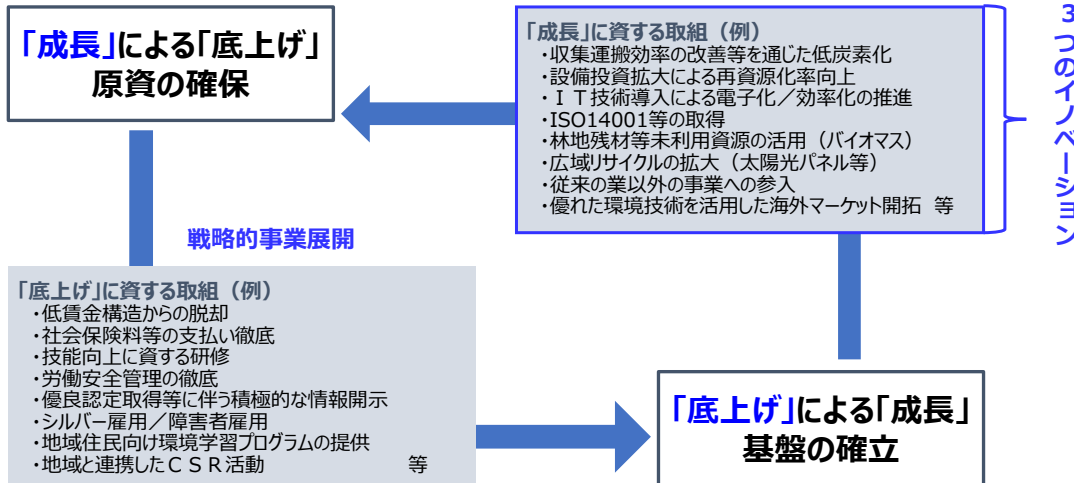 「成長」による「底上げ」
原資の確保
「成長」に資する取組（例）
・収集運搬効率の改善等を通じた低炭素化
・設備投資拡大による再資源化率向上
・ＩＴ技術導入による電子化／効率化の推進
・ISO14001等の取得
・林地残材等未利用資源の活用（バイオマス）
・広域リサイクルの拡大（太陽光パネル等）
・従来の業以外の事業への参入
・優れた環境技術を活用した海外マーケット開拓 等
３つのイノベーション
戦略的事業展開
「底上げ」に資する取組（例）
・低賃金構造からの脱却
・社会保険料等の支払い徹底
・技能向上に資する研修
・労働安全管理の徹底
・優良認定取得等に伴う積極的な情報開示
・シルバー雇用／障害者雇用
・地域住民向け環境学習プログラムの提供
・地域と連携したＣＳＲ活動 等
「底上げ」による「成長」
基盤の確立